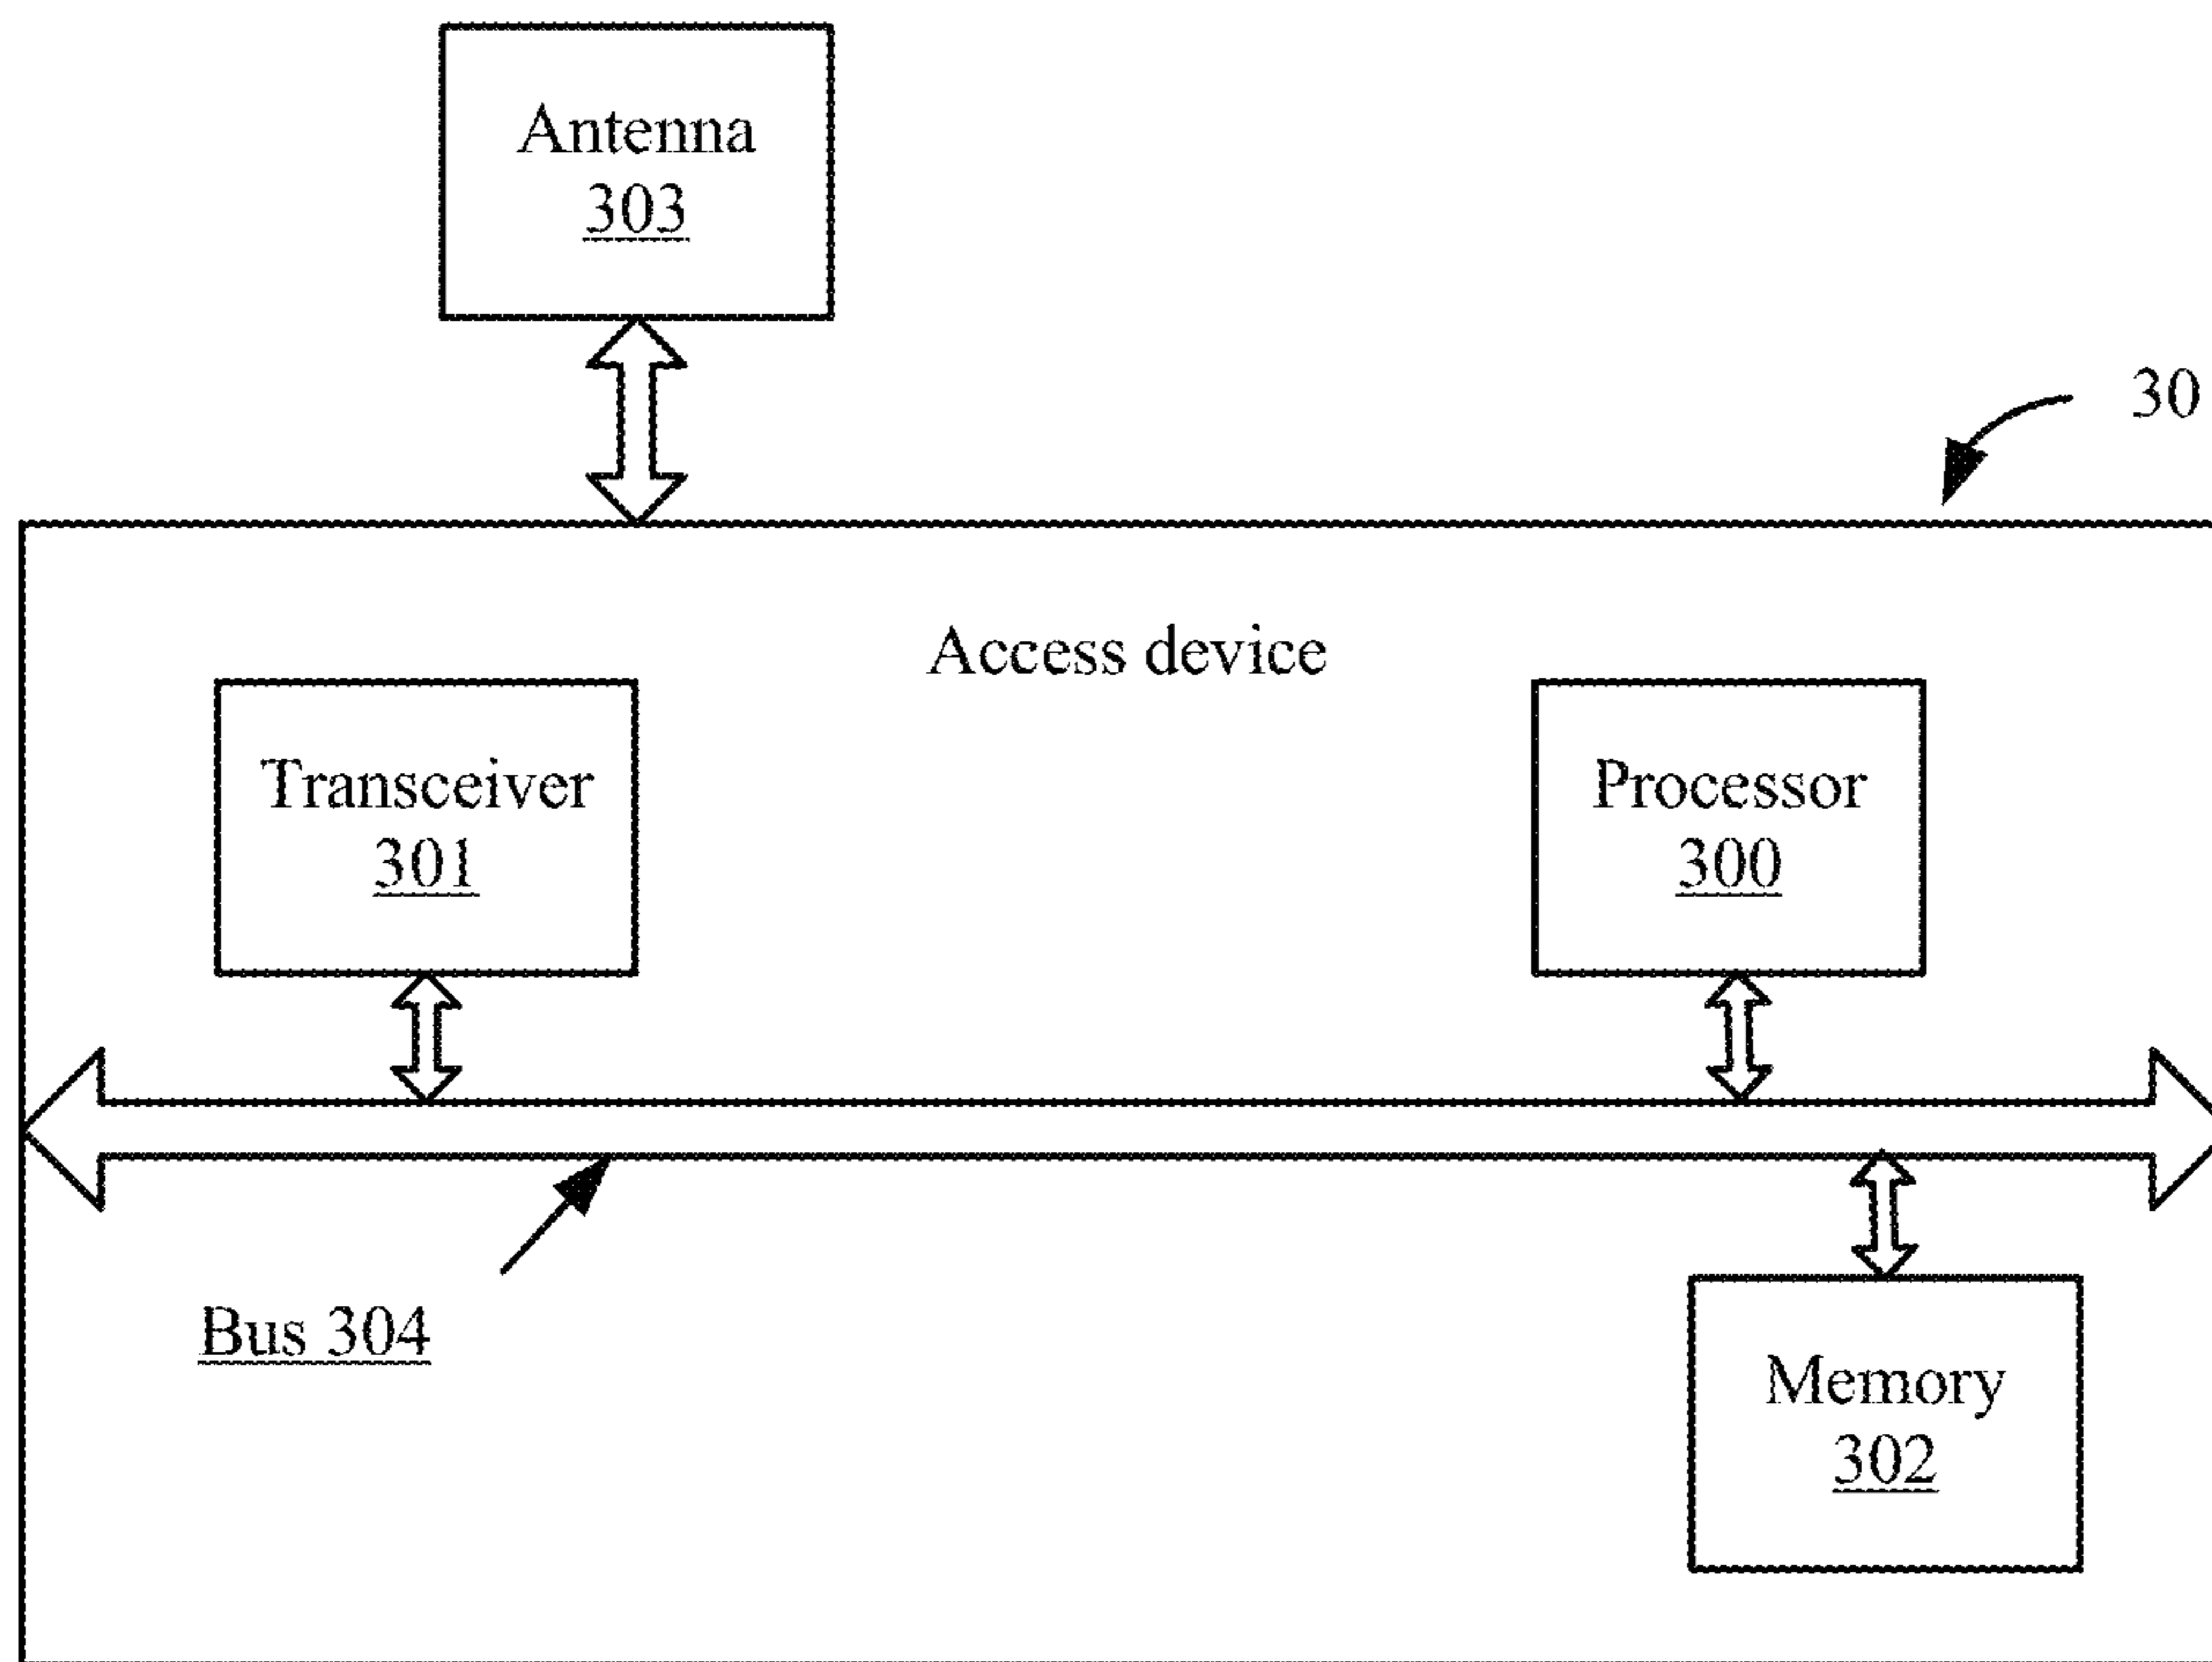 Antenna
303
30
Access device
Transceiver
301
Processor
300
Bus 304
Memory
302